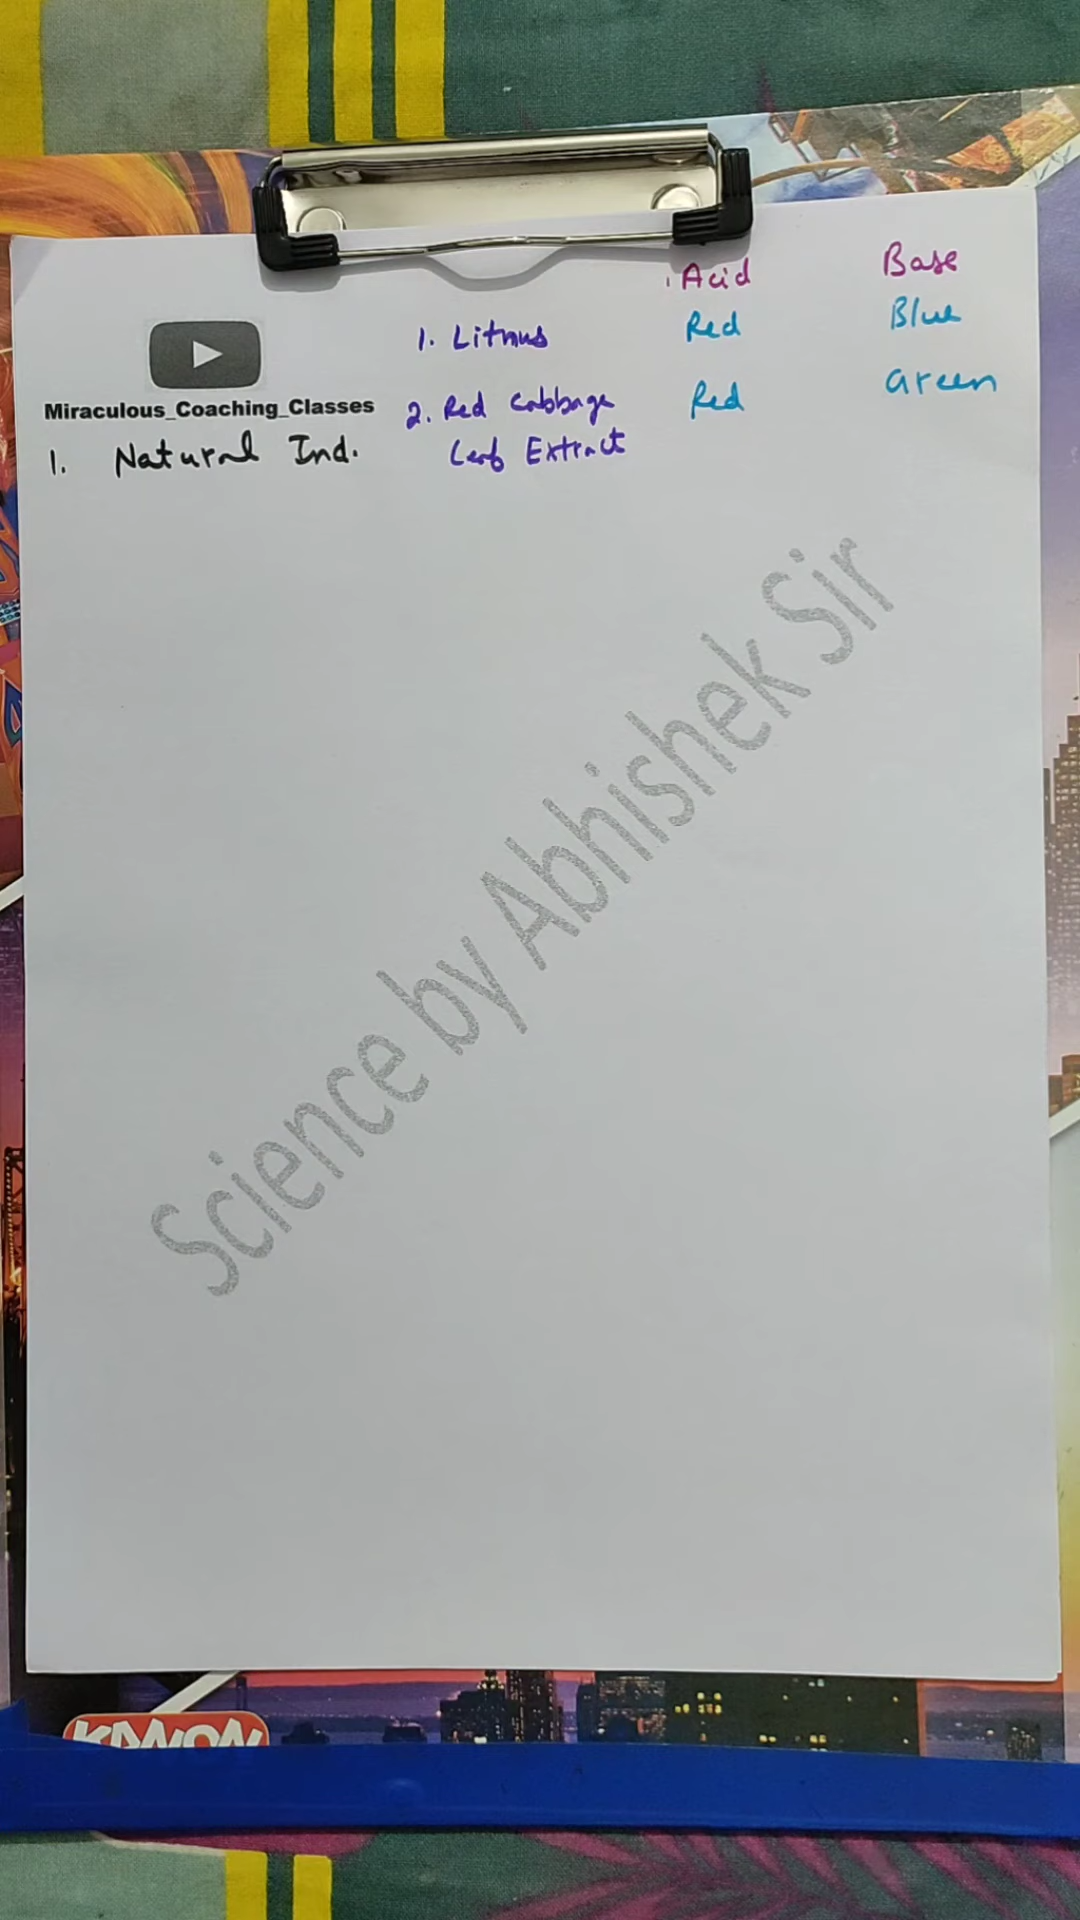 Acid Base
1. Litmus Red Blue
Miraculous_Coaching_Classes
2. Red Cabbage Red Green
1. Natural Ind. Leaf Extract
Science by Abhishek Sir
KAWON